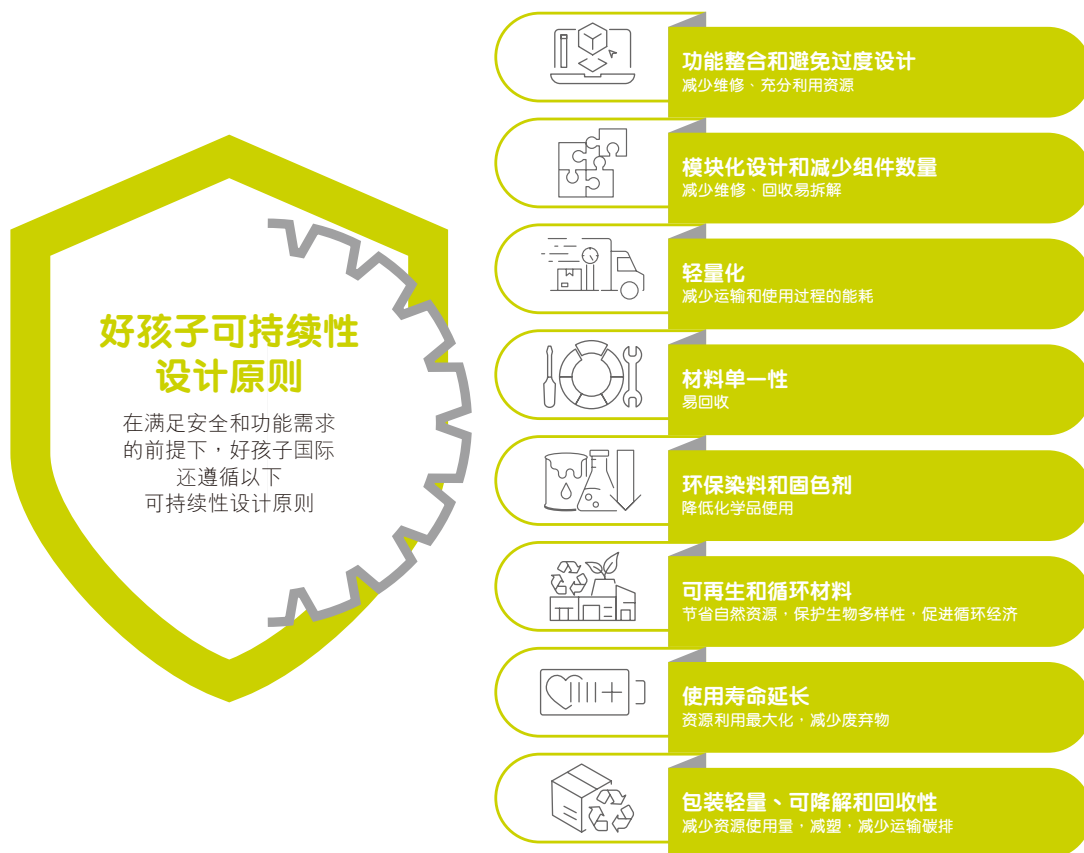 好孩子可持续性
设计原则
在满足安全和功能需求
的前提下，好孩子国际
还遵循以下
可持续性设计原则
功能整合和避免过度设计
减少维修、充分利用资源
模块化设计和减少组件数量
减少维修、回收易拆解
轻量化
减少运输和使用过程的能耗
材料单一性
易回收
环保染料和固色剂
降低化学品使用
可再生和循环材料
节省自然资源，保护生物多样性，促进循环经济
使用寿命延长
资源利用最大化，减少废弃物
包装轻量、可降解和回收性
减少资源使用量，减塑，减少运输碳排